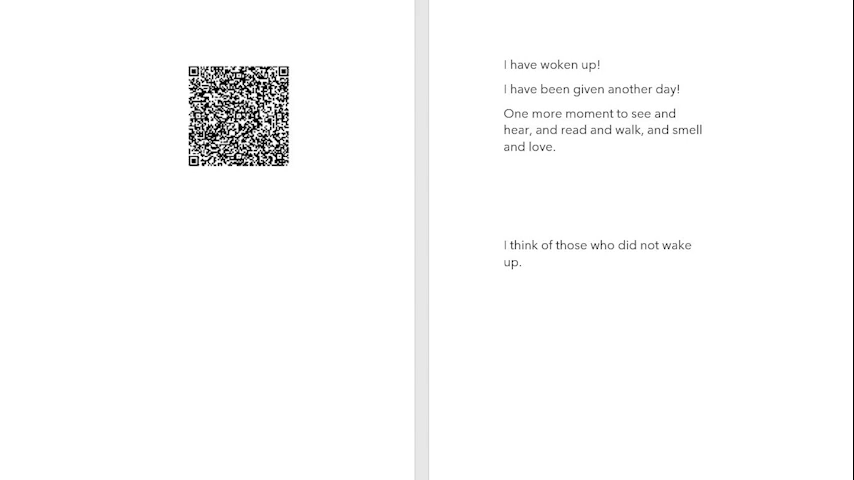 I have woken up!
I have been given another day!
One more moment to see and
hear, and read and walk, and smell
and love.
I think of those who did not wake
up.